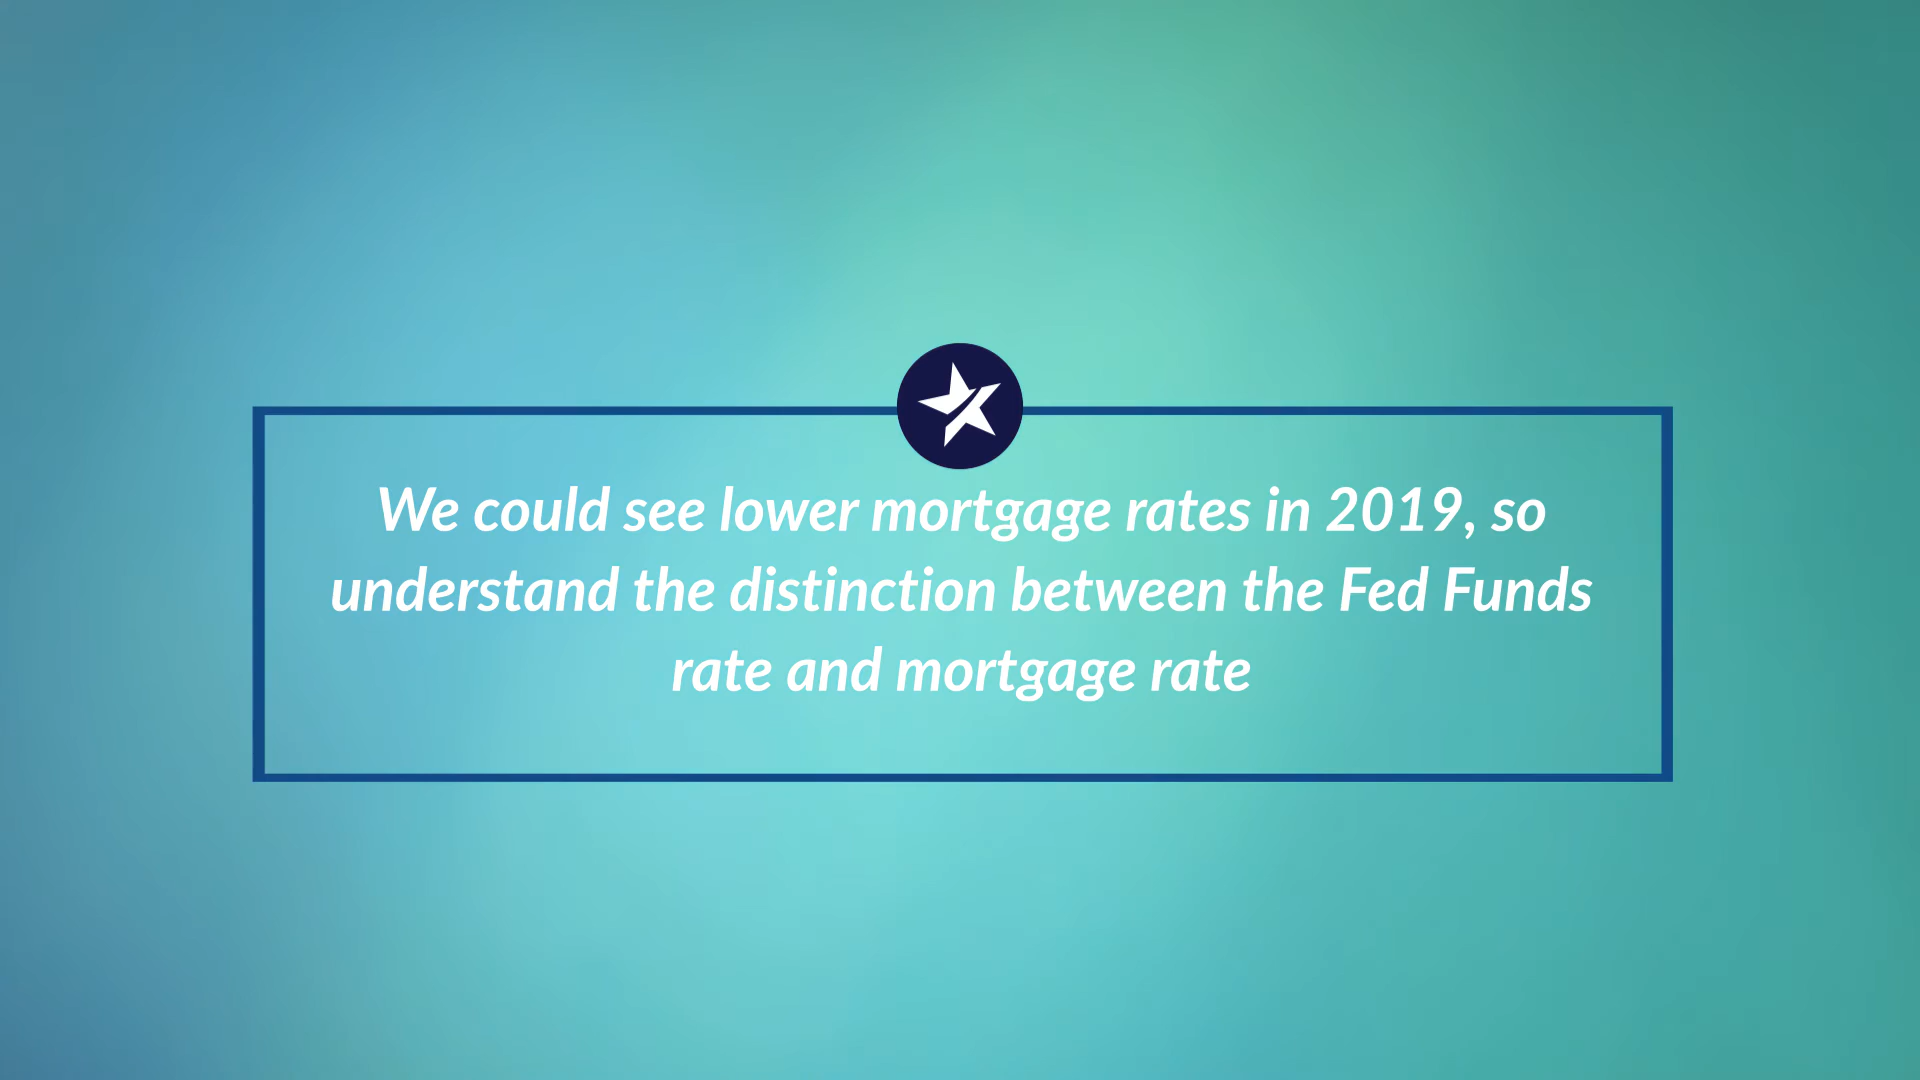 We could see lower mortgage rates in 2019, so
understand the distinction between the Fed Funds
rate and mortgage rate